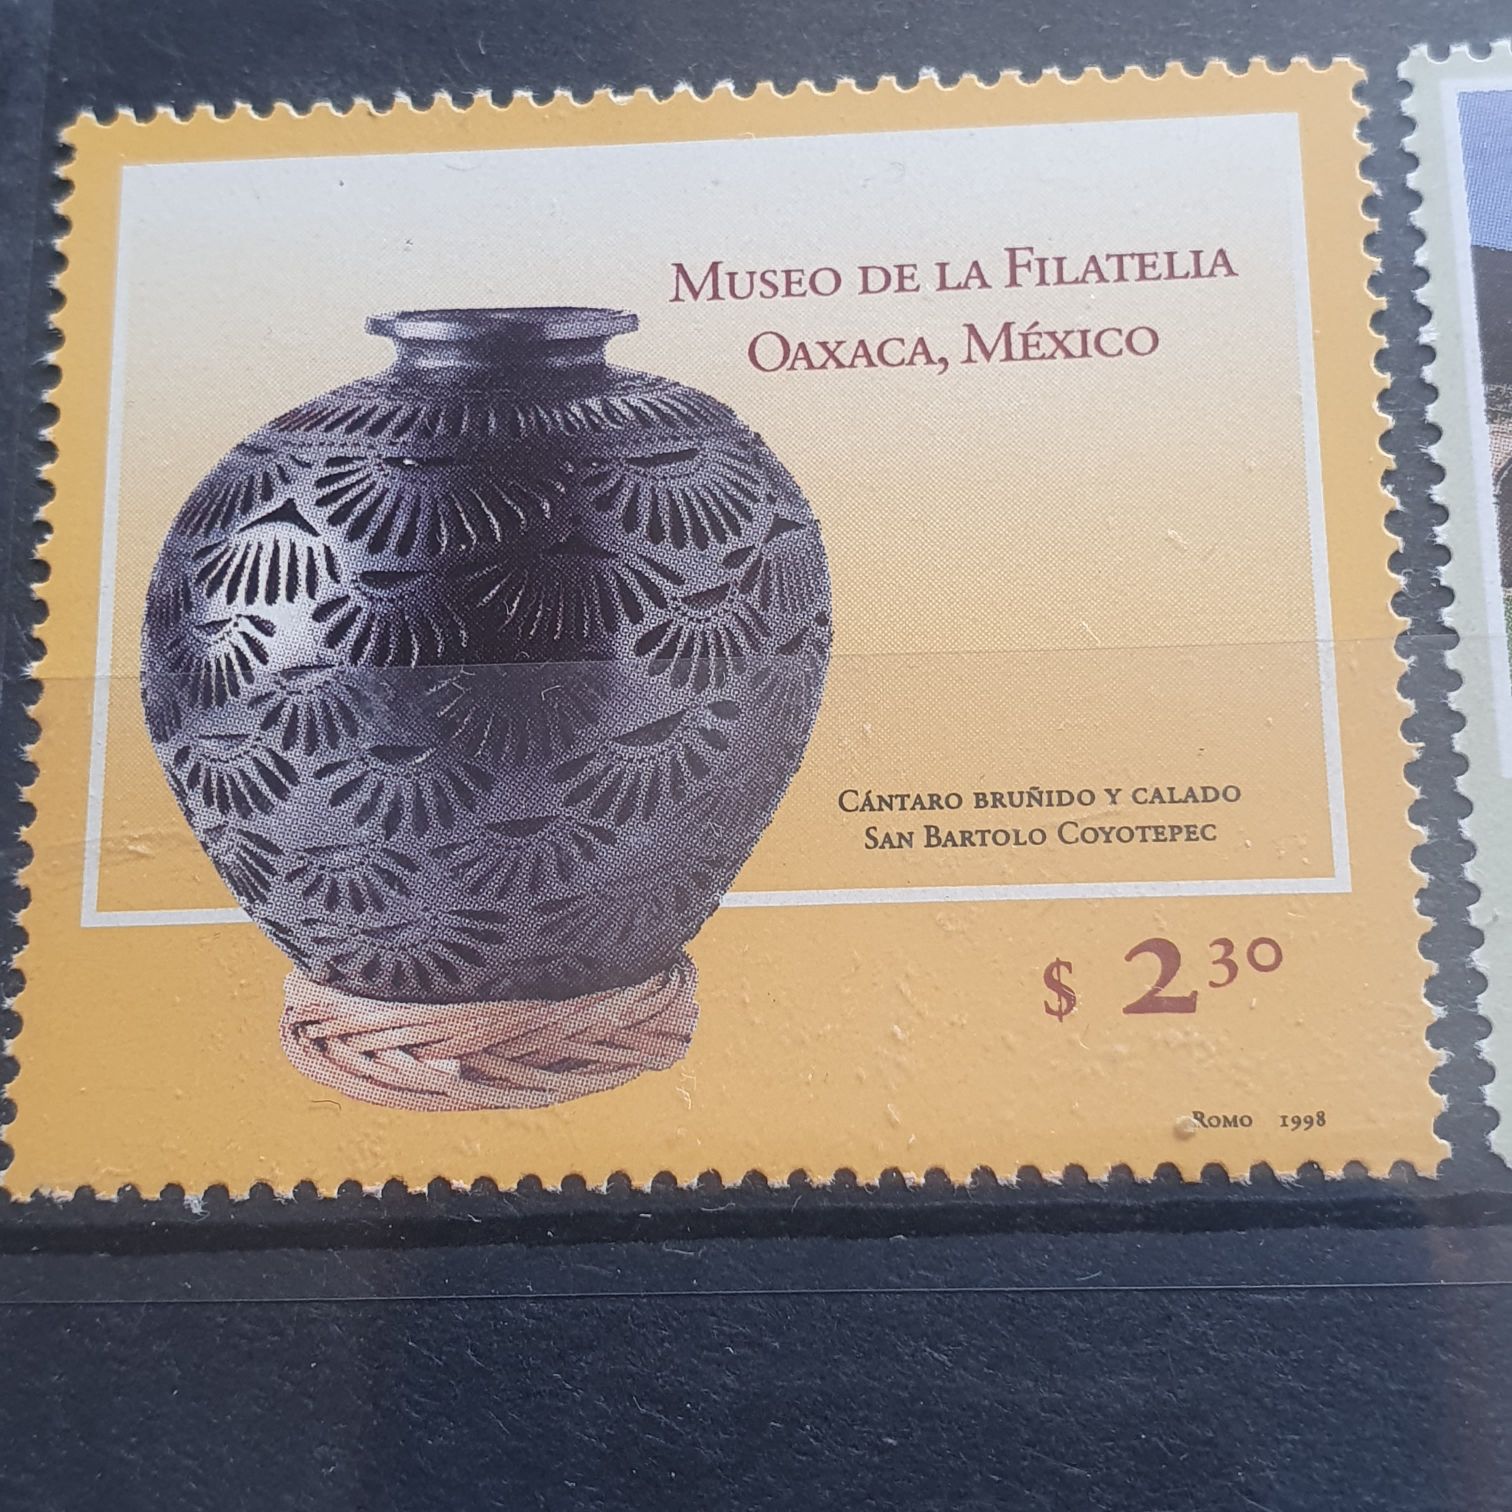 Museo de la Filatelia
Oaxaca, México
Cántaro bruñido y calado
San Bartolo Coyotepec
$ 2.30
Romo 1998